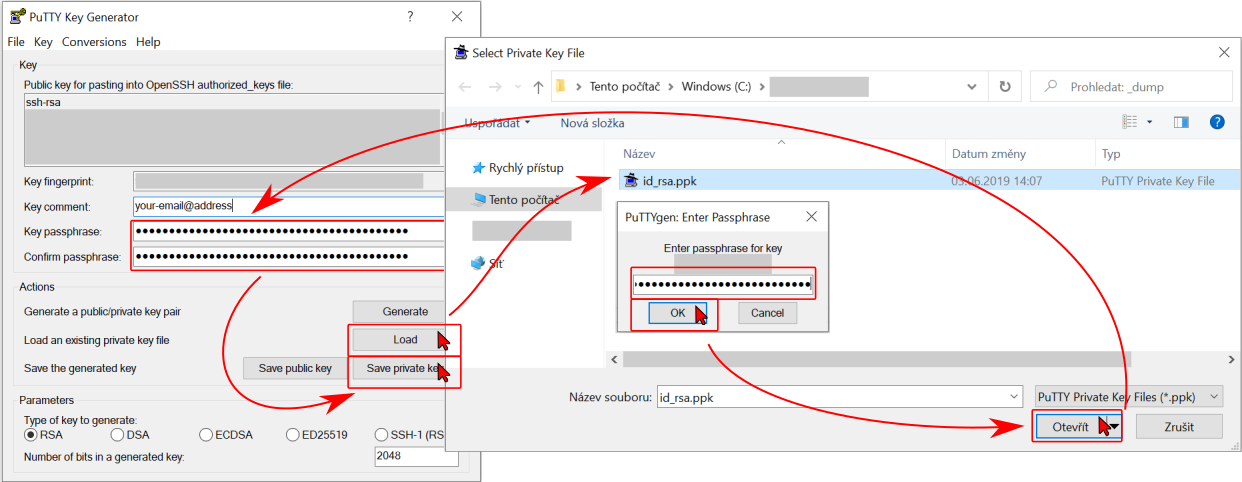 PuTTY Key Generator
?
File Key Conversions Help
Key
Public key for pasting into OpenSSH authorized_keys file:
ssh-rsa
Key fingerprint:
Key comment: your-email@address
Key passphrase: ●●●●●●●●●●●●●●●●●●●●●●●●●●●●●●●●●●●●●●●●
Confirm passphrase: ●●●●●●●●●●●●●●●●●●●●●●●●●●●●●●●●●●●●●●●●
Actions
Generate a public/private key pair Generate
Load an existing private key file Load
Save the generated key Save public key Save private key
Parameters
Type of key to generate:
RSA DSA ECDSA ED25519 SSH-1 (RS
Number of bits in a generated key: 2048
Select Private Key File
Tento počítač > Windows (C:) >
Prohledat: _dump
Uspořádat Nová složka
?
Rychlý přístup
Tento počítač
Síť
Název Datum změny Typ
id_rsa.ppk 03.06.2019 14:07 PuTTY Private Key File
PuTTYgen: Enter Passphrase
Enter passphrase for key
●●●●●●●●●●●●●●●●●●●●●●●●●●●
OK Cancel
Název souboru: id_rsa.ppk PuTTY Private Key Files (*.ppk)
Otevřít Zrušit